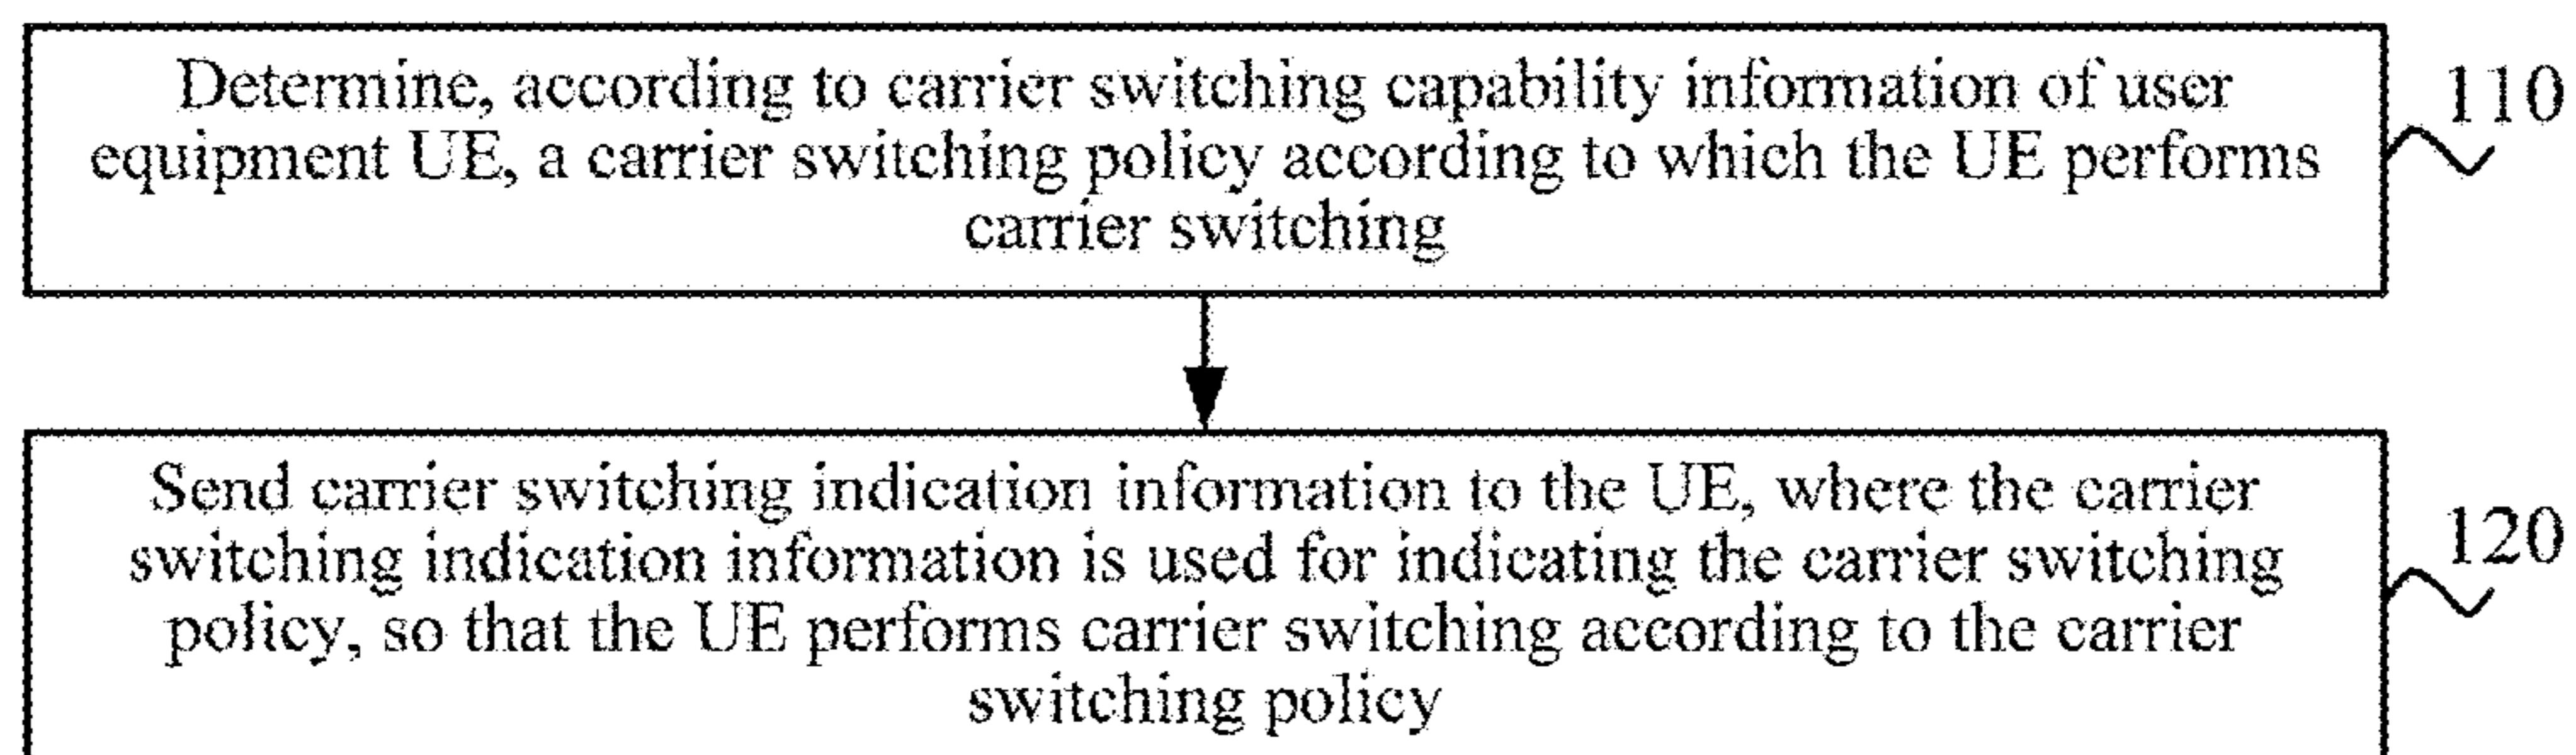 Determine, according to carrier switching capability information of user
equipment UE, a carrier switching policy according to which the UE performs
carrier switching
110
Send carrier switching indication information to the UE, where the carrier
switching indication information is used for indicating the carrier switching
policy, so that the UE performs carrier switching according to the carrier
switching policy
120